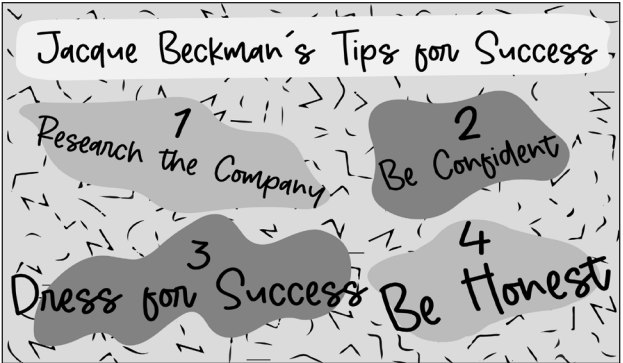 Jacque Beckman´s Tips for Success
1
Research the Company
2
Be Confident
3
Dress for Success
4
Be Honest